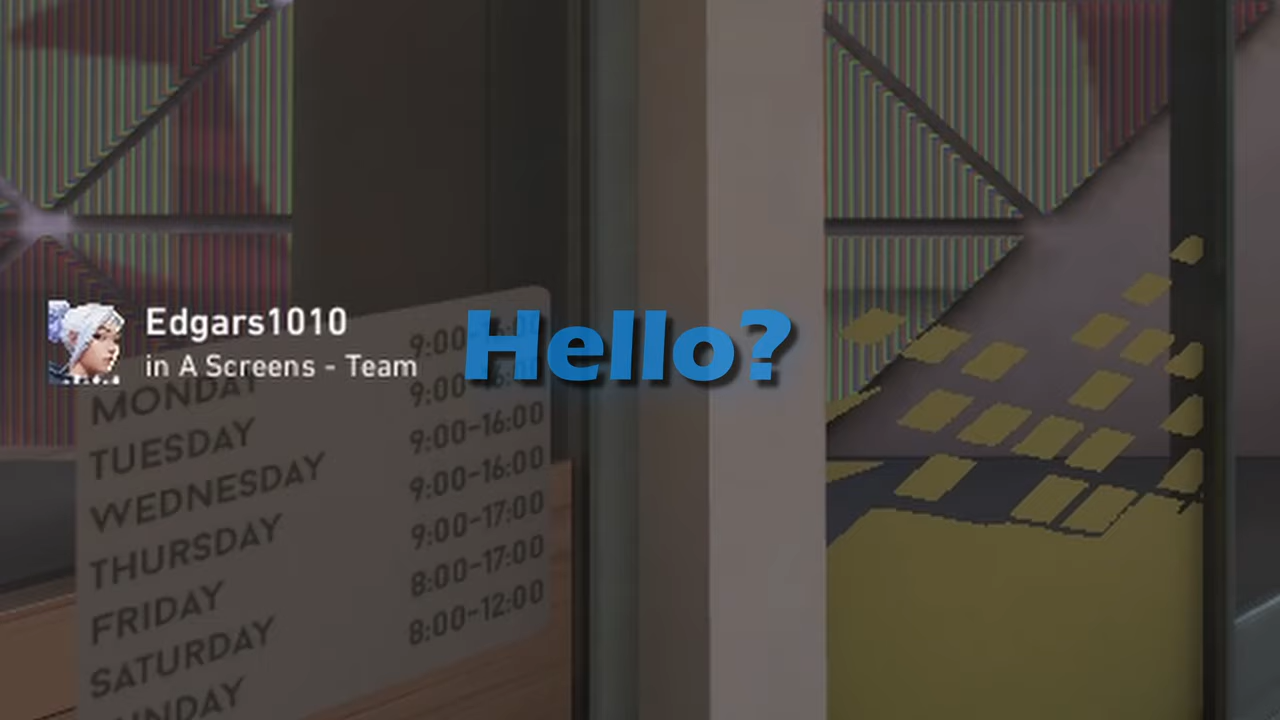 Edgars1010
in A Screens - Team
Hello?
MONDAY
TUESDAY
WEDNESDAY
THURSDAY
FRIDAY
SATURDAY
9:00-16:00
9:00-16:00
9:00-17:00
8:00-17:00
8:00-12:00